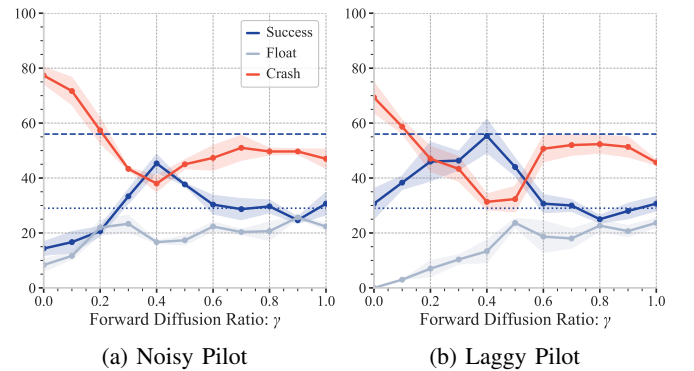 100
80
60
40
20
0
0.0 0.2 0.4 0.6 0.8 1.0
Forward Diffusion Ratio: γ
Success
Float
Crash
(a) Noisy Pilot
100
80
60
40
20
0
0.0 0.2 0.4 0.6 0.8 1.0
Forward Diffusion Ratio: γ
(b) Laggy Pilot